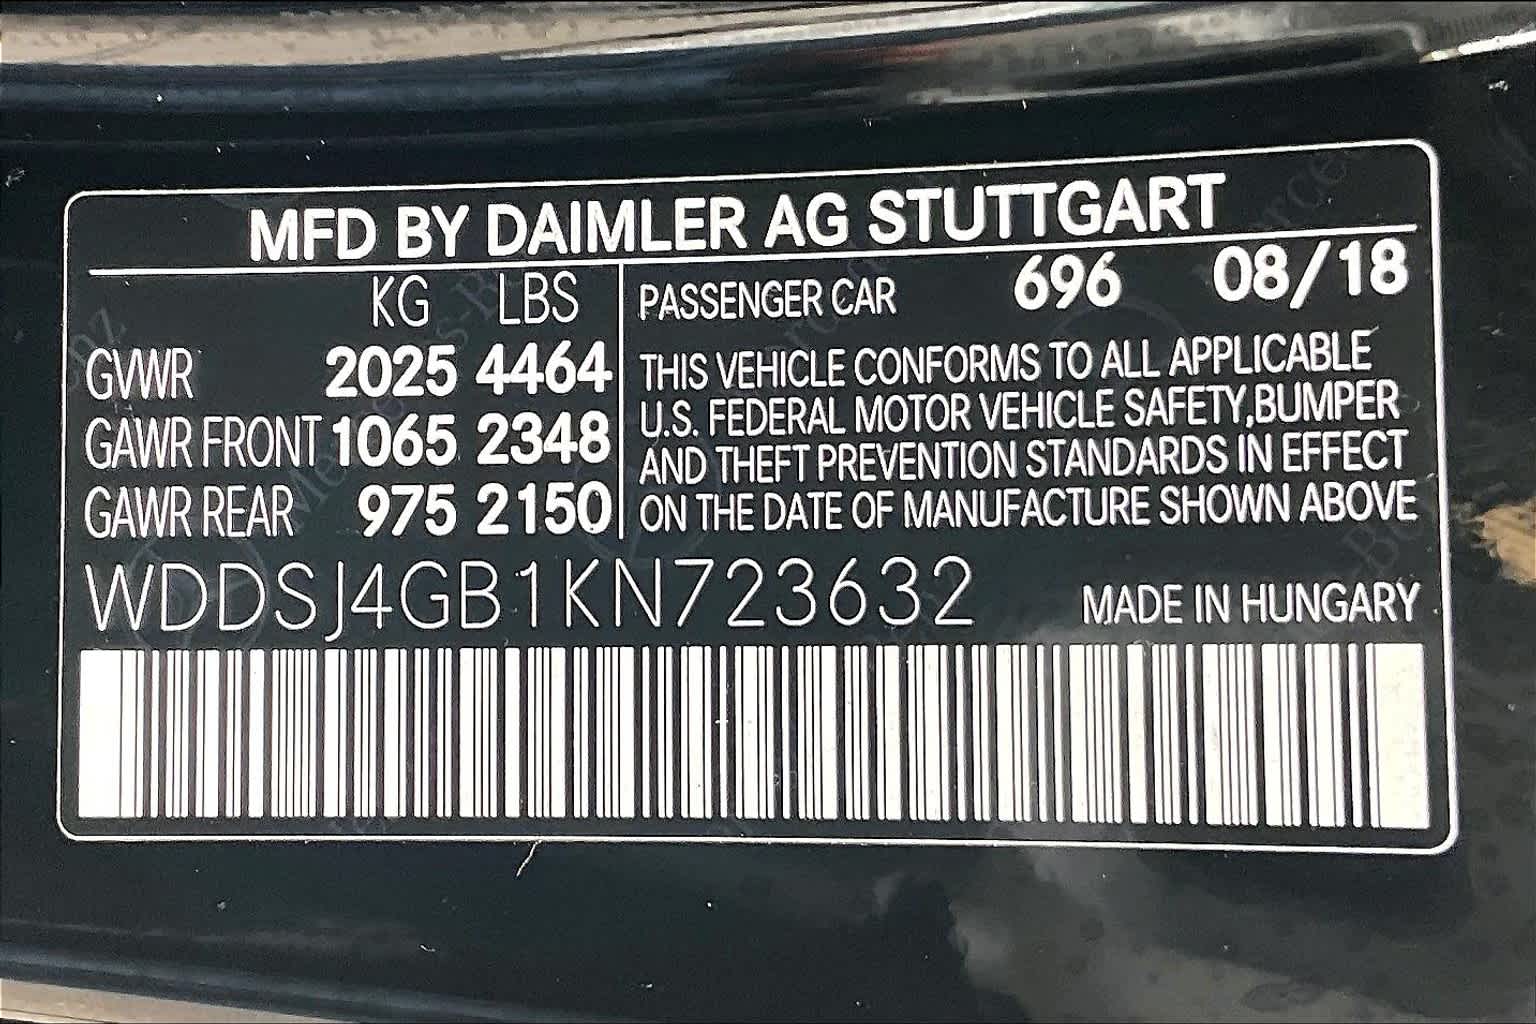 MFD BY DAIMLER AG STUTTGART
KG LBS
GVWR 2025 4464
GAWR FRONT 1065 2348
GAWR REAR 975 2150
PASSENGER CAR 696 08/18
THIS VEHICLE CONFORMS TO ALL APPLICABLE
U.S. FEDERAL MOTOR VEHICLE SAFETY,BUMPER
AND THEFT PREVENTION STANDARDS IN EFFECT
ON THE DATE OF MANUFACTURE SHOWN ABOVE
WDDSJ4GB1KN723632
MADE IN HUNGARY